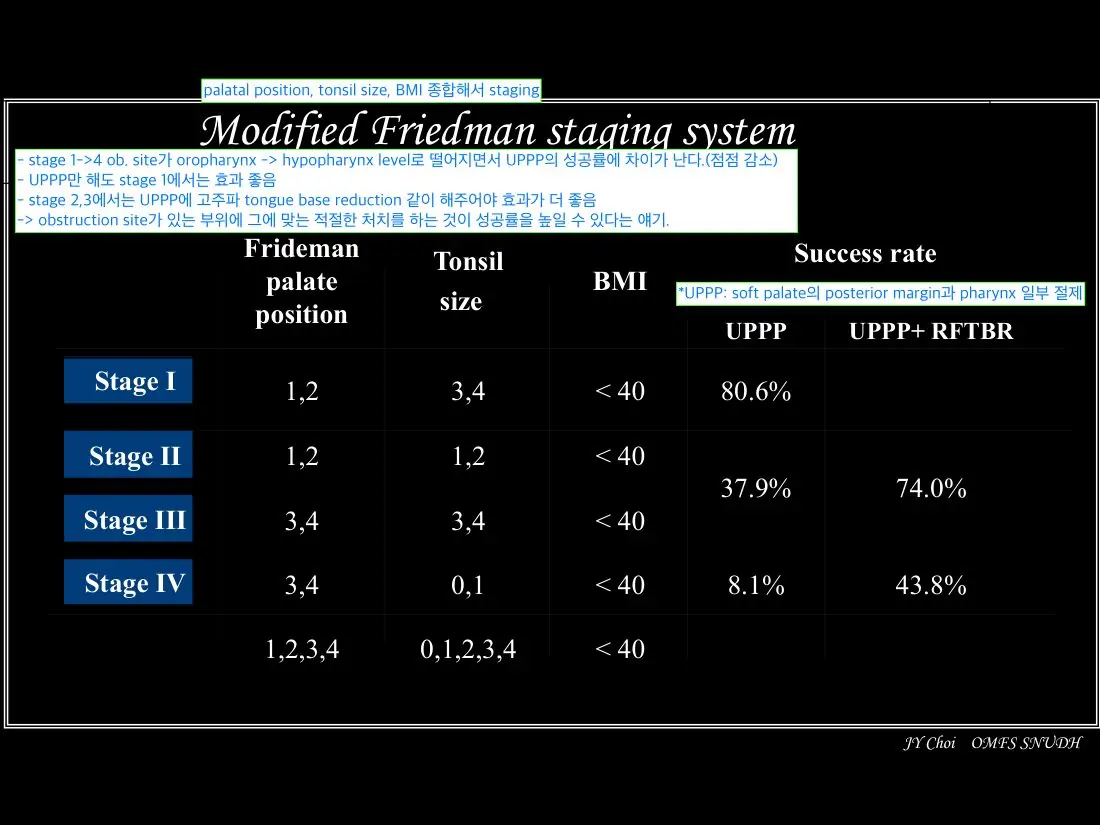 palatal position, tonsil size, BMI 종합해서 staging
Modified Friedman staging system
- stage 1->4 ob. site가 oropharynx -> hypopharynx level로 떨어지면서 UPPP의 성공률에 차이가 난다.(점점 감소)
- UPPP만 해도 stage 1에서는 효과 좋음
- stage 2,3에서는 UPPP에 고주파 tongue base reduction 같이 해주어야 효과가 더 좋음
-> obstruction site가 있는 부위에 그에 맞는 적절한 처치를 하는 것이 성공률을 높일 수 있다는 얘기.
Frideman
palate
position
Tonsil
size
BMI
Success rate
*UPPP: soft palate의 posterior margin과 pharynx 일부 절제
UPPP UPPP+ RFTBR
Stage I 1,2 3,4 < 40 80.6%
Stage II 1,2 1,2 < 40
37.9% 74.0%
Stage III 3,4 3,4 < 40
Stage IV 3,4 0,1 < 40 8.1% 43.8%
1,2,3,4 0,1,2,3,4 < 40
JY Choi OMFS SNUDH